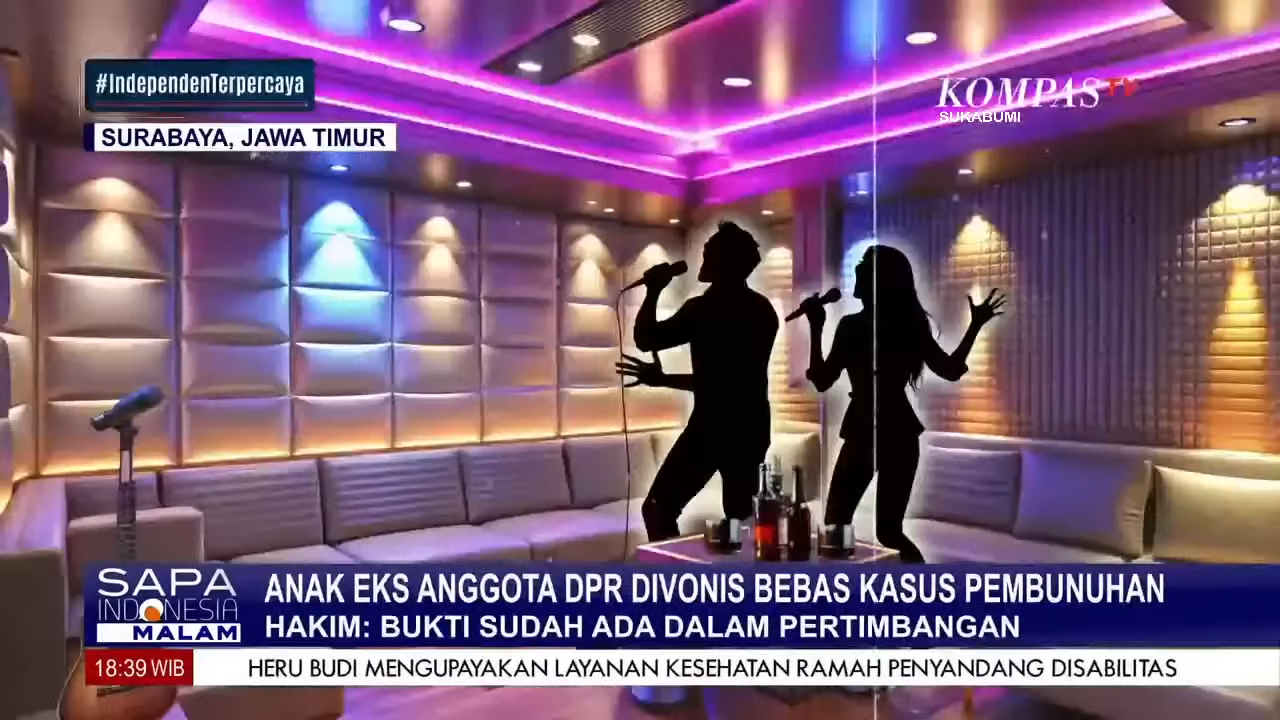 #IndependenTerpercaya
SURABAYA, JAWA TIMUR
KOMPAS TV
SUKABUMI
SAPA
INDONESIA
MALAM
ANAK EKS ANGGOTA DPR DIVONIS BEBAS KASUS PEMBUNUHAN
HAKIM: BUKTI SUDAH ADA DALAM PERTIMBANGAN
18:39 WIB
HERU BUDI MENGUPAYAKAN LAYANAN KESEHATAN RAMAH PENYANDANG DISABILITAS